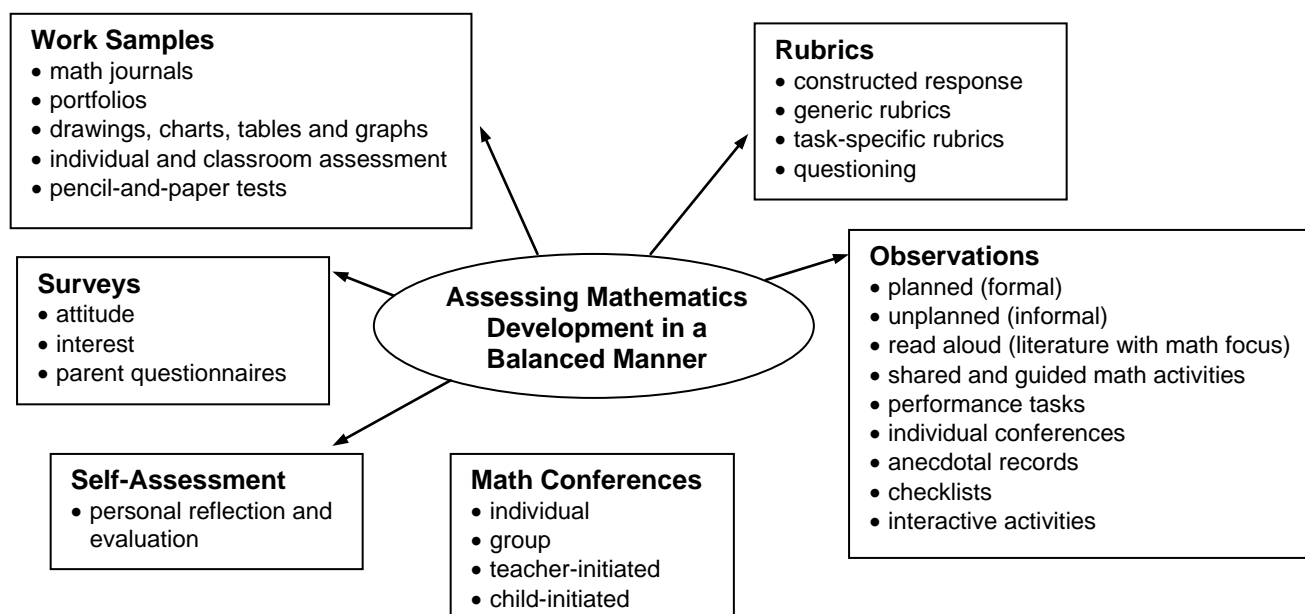 Work Samples
• math journals
• portfolios
• drawings, charts, tables and graphs
• individual and classroom assessment
• pencil-and-paper tests
Rubrics
• constructed response
• generic rubrics
• task-specific rubrics
• questioning
Surveys
• attitude
• interest
• parent questionnaires
Assessing Mathematics
Development in a
Balanced Manner
Observations
• planned (formal)
• unplanned (informal)
• read aloud (literature with math focus)
• shared and guided math activities
• performance tasks
• individual conferences
• anecdotal records
• checklists
• interactive activities
Self-Assessment
• personal reflection and
evaluation
Math Conferences
• individual
• group
• teacher-initiated
• child-initiated